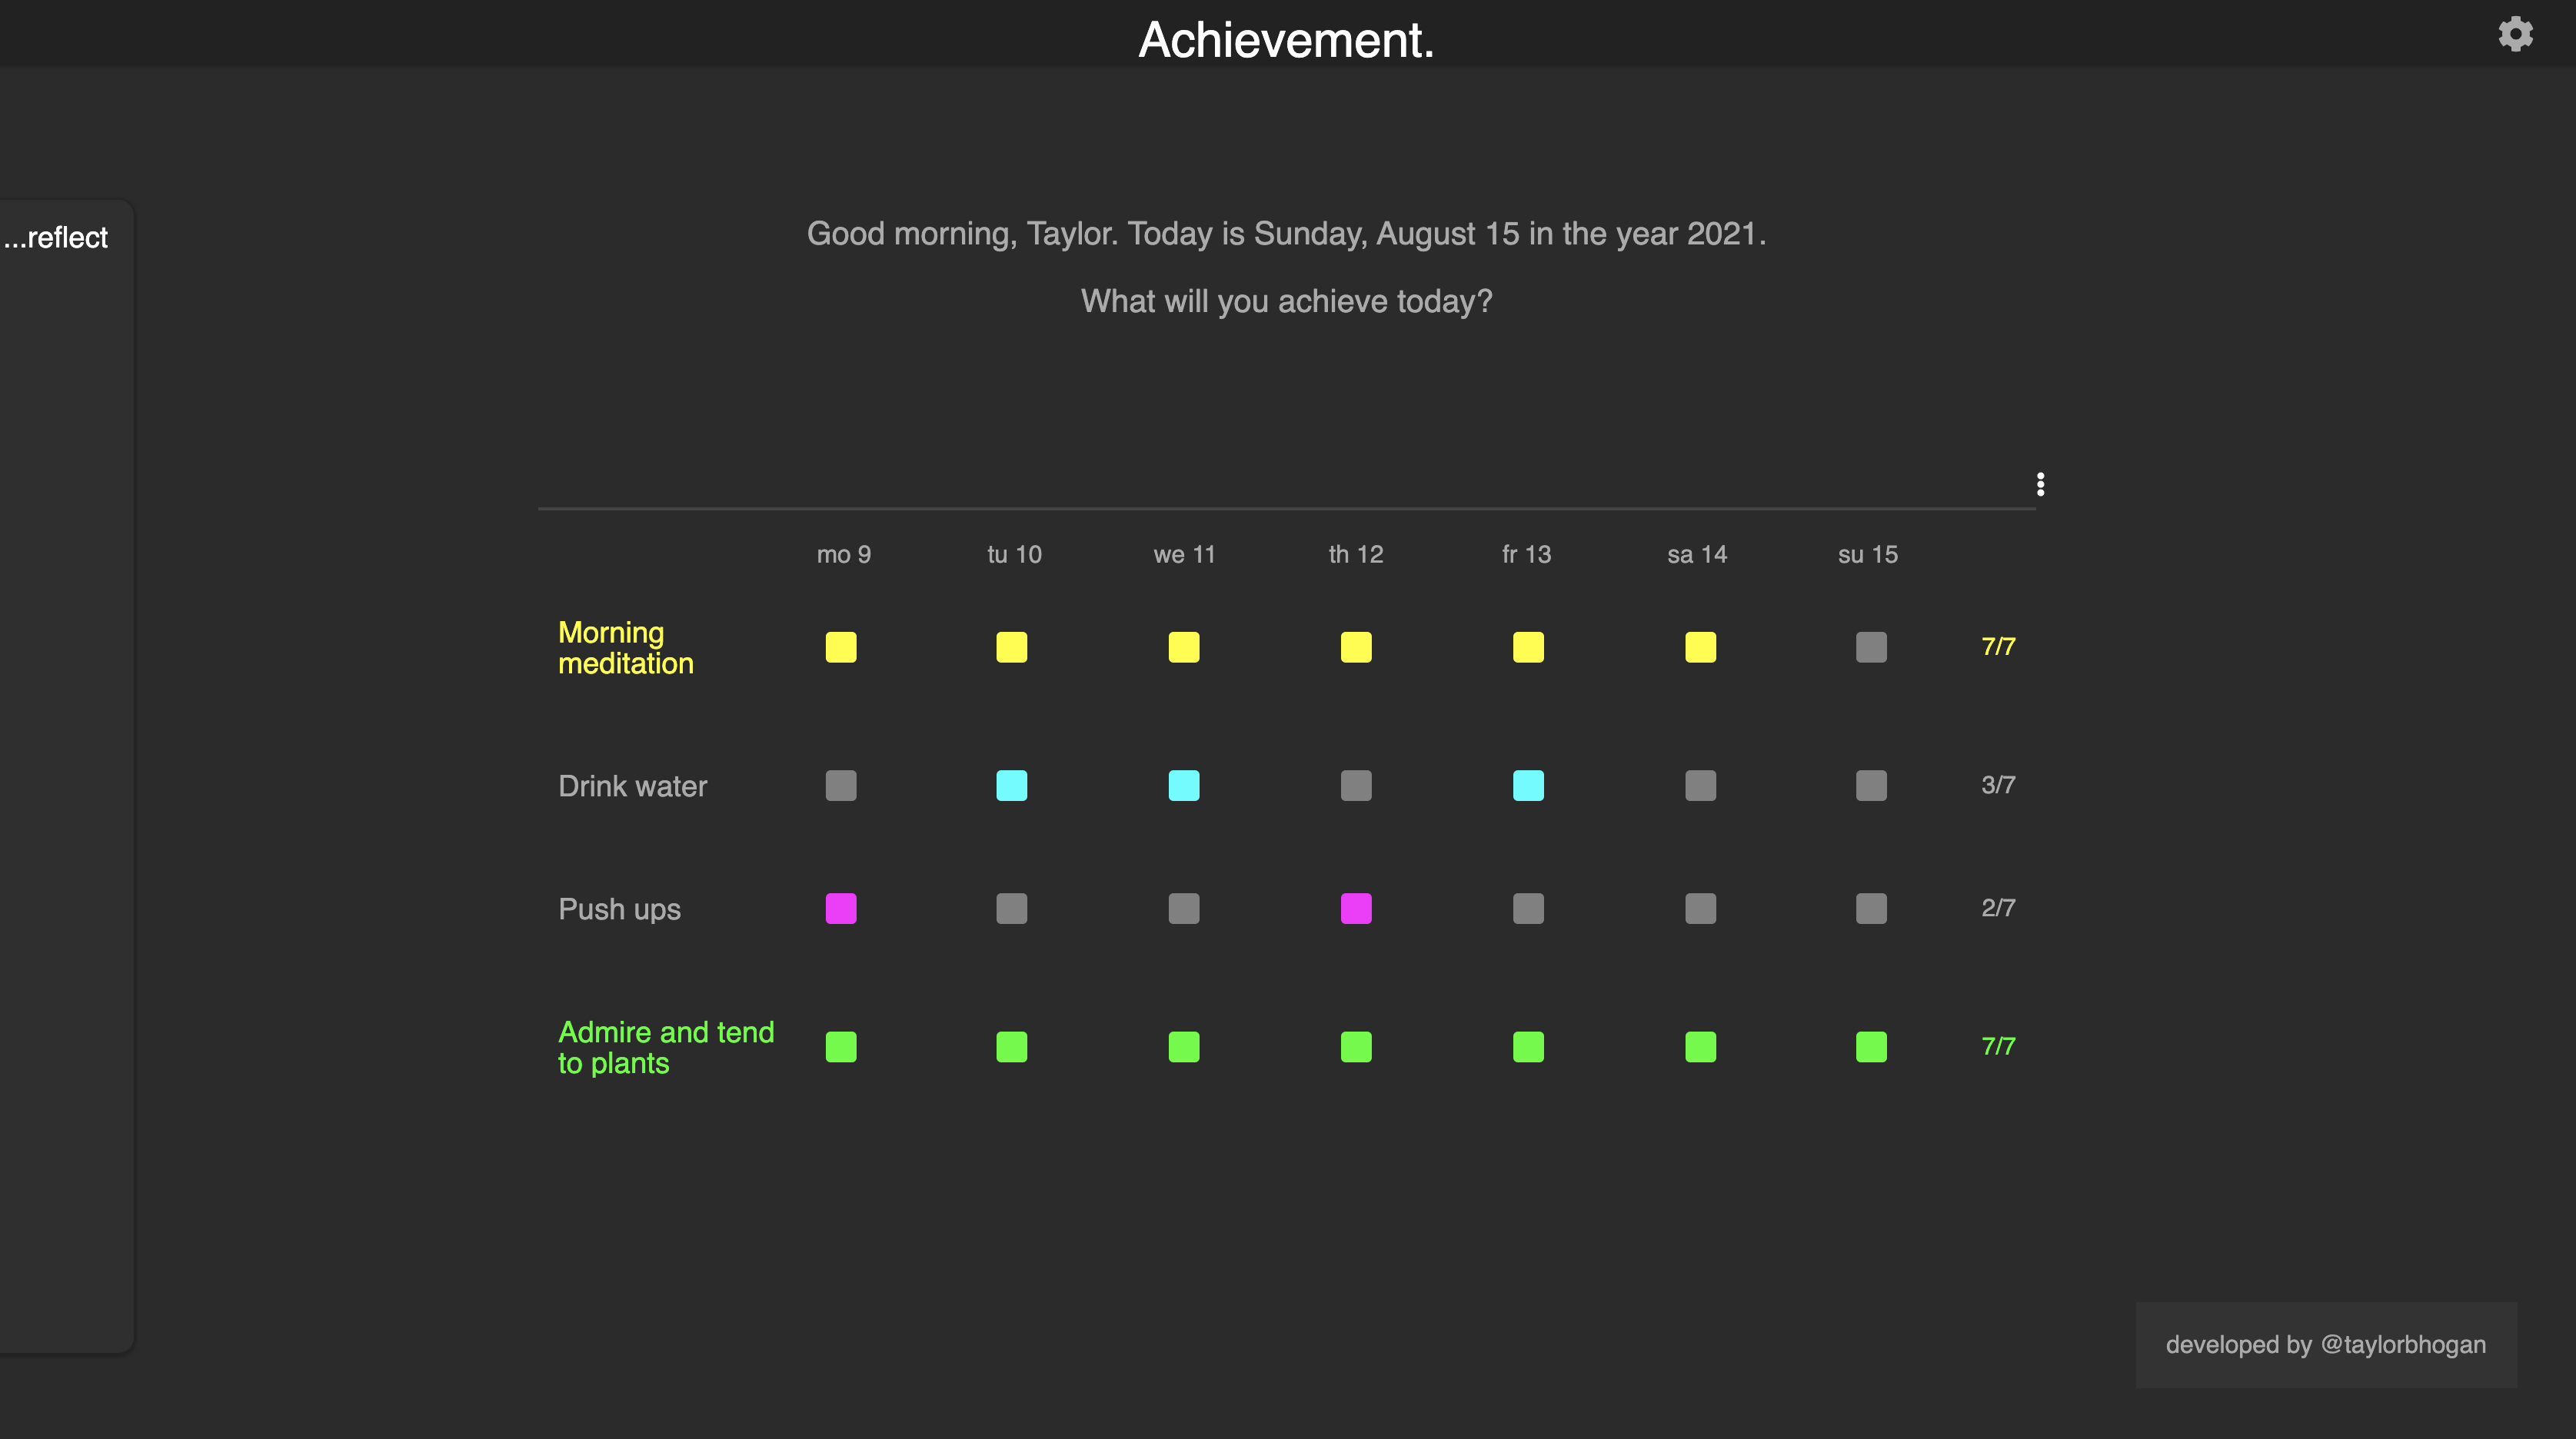 Achievement.
...reflect
Good morning, Taylor. Today is Sunday, August 15 in the year 2021.
What will you achieve today?
mo 9 tu 10 we 11 th 12 fr 13 sa 14 su 15
Morning
meditation
7/7
Drink water 3/7
Push ups 2/7
Admire and tend
to plants
7/7
developed by @taylorbhogan